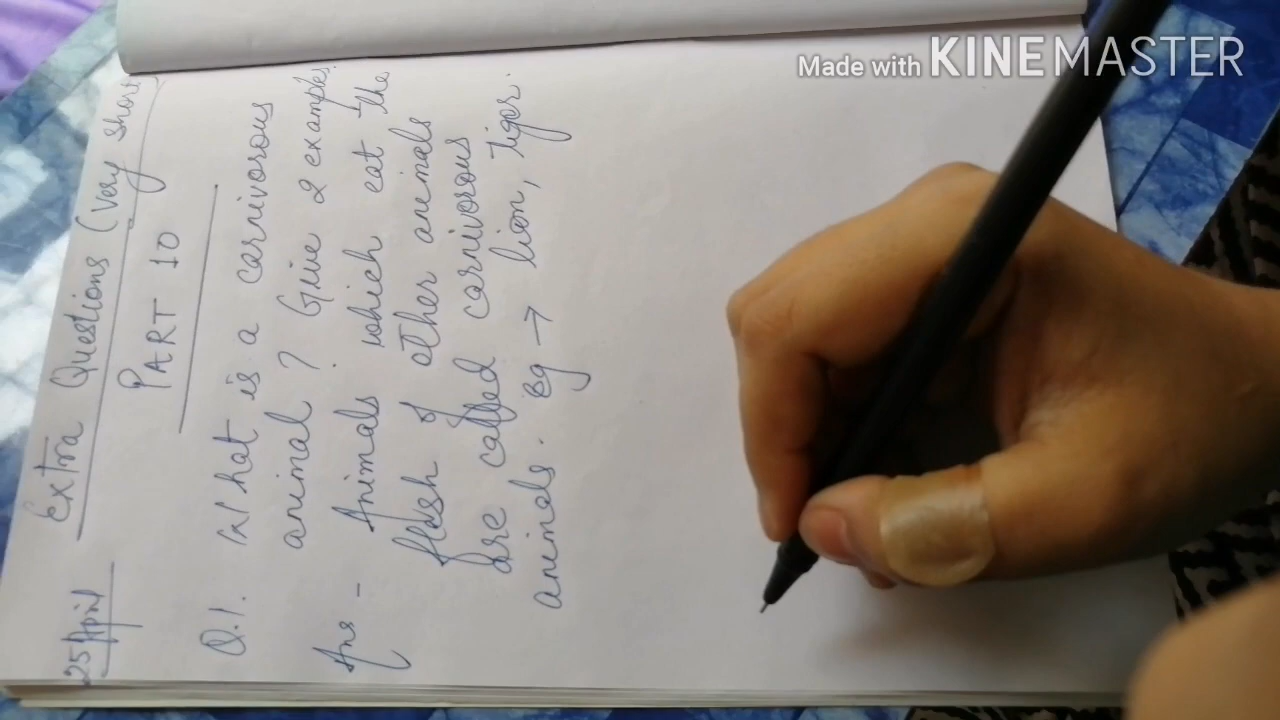 25 April
Extra Questions (Very Short
PART 10
Q.1. What is a carnivorous
animal ? Give 2 examples.
Ans - Animals which eat the
flesh of other animals
are called carnivorous
animals. eg → lion, tiger.
Made with KINEMASTER